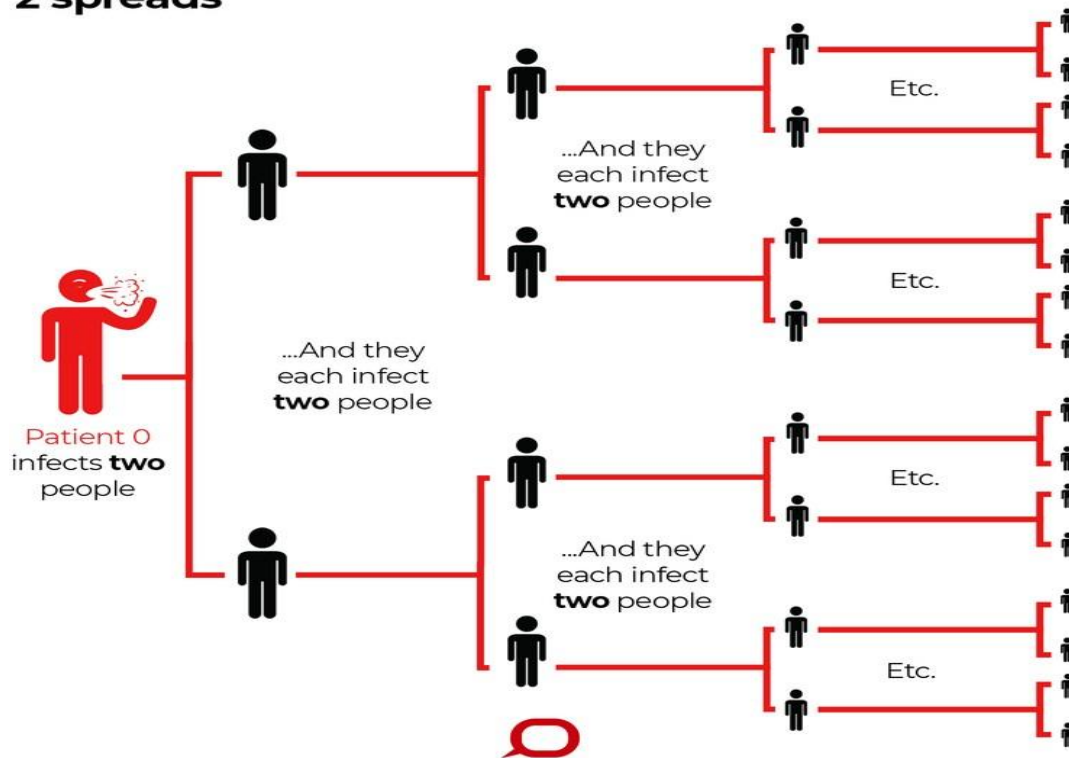 2 spreads
Patient 0
infects two
people
...And they
each infect
two people
...And they
each infect
two people
...And they
each infect
two people
Etc.
Etc.
Etc.
Etc.